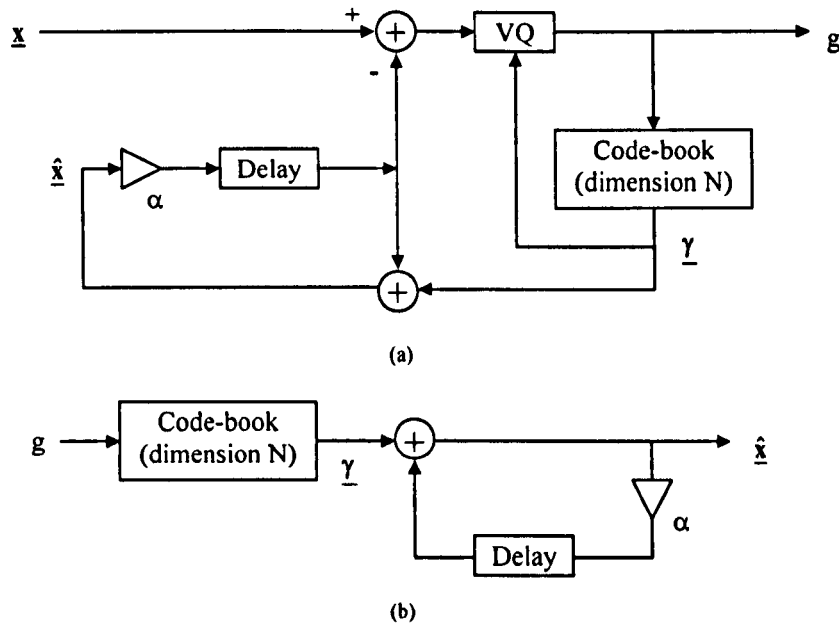 x + + VQ g
-
x̂ α Delay Code-book
(dimension N)
γ
+
(a)
g Code-book
(dimension N) γ + x̂
α
Delay
(b)